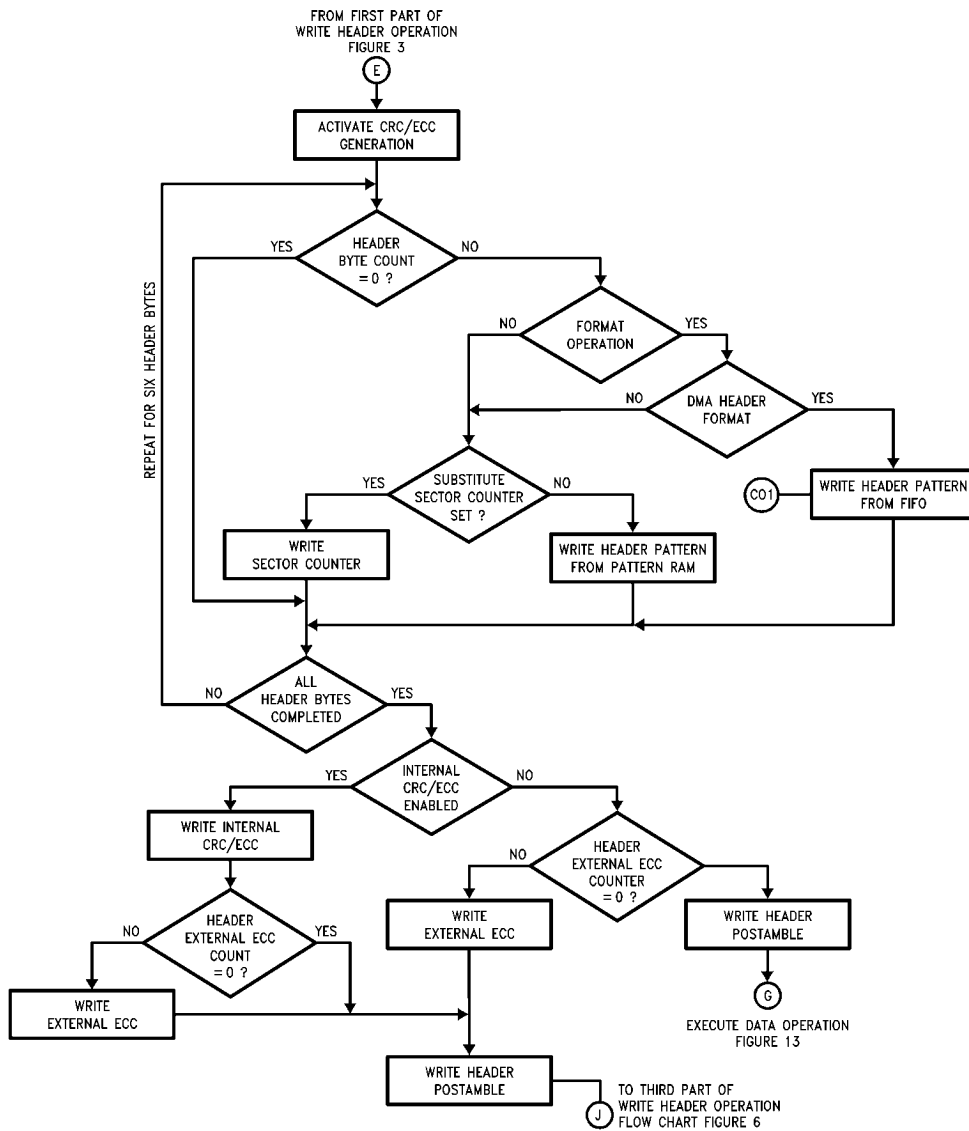 FROM FIRST PART OF
WRITE HEADER OPERATION
FIGURE 3
E
ACTIVATE CRC/ECC
GENERATION
REPEAT FOR SIX HEADER BYTES
YES
HEADER
BYTE COUNT
=0 ?
NO
NO
FORMAT
OPERATION
YES
NO
DMA HEADER
FORMAT
YES
YES
SUBSTITUTE
SECTOR COUNTER
SET ?
NO
CO1
WRITE HEADER PATTERN
FROM FIFO
WRITE
SECTOR COUNTER
WRITE HEADER PATTERN
FROM PATTERN RAM
NO
ALL
HEADER BYTES
COMPLETED
YES
YES
INTERNAL
CRC/ECC
ENABLED
NO
WRITE INTERNAL
CRC/ECC
NO
HEADER
EXTERNAL ECC
COUNTER
=0 ?
YES
NO
HEADER
EXTERNAL ECC
COUNT
=0 ?
YES
WRITE
EXTERNAL ECC
WRITE HEADER
POSTAMBLE
WRITE
EXTERNAL ECC
G
EXECUTE DATA OPERATION
FIGURE 13
WRITE HEADER
POSTAMBLE
J
TO THIRD PART OF
WRITE HEADER OPERATION
FLOW CHART FIGURE 6